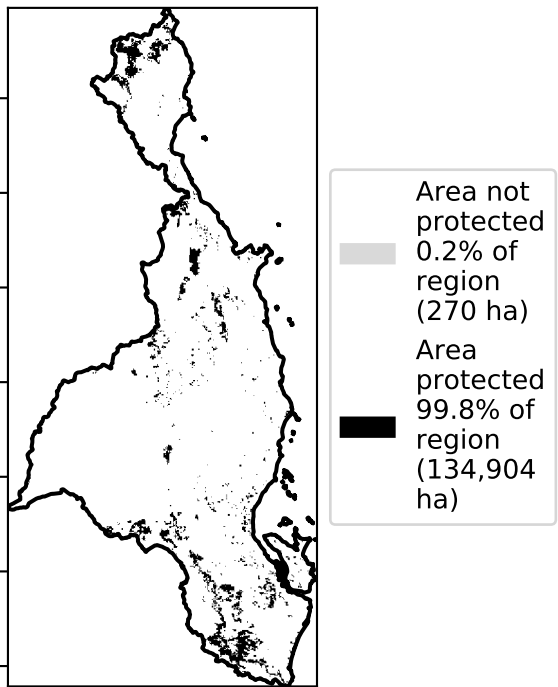 Area not
protected
0.2% of
region
(270 ha)
Area
protected
99.8% of
region
(134,904
ha)